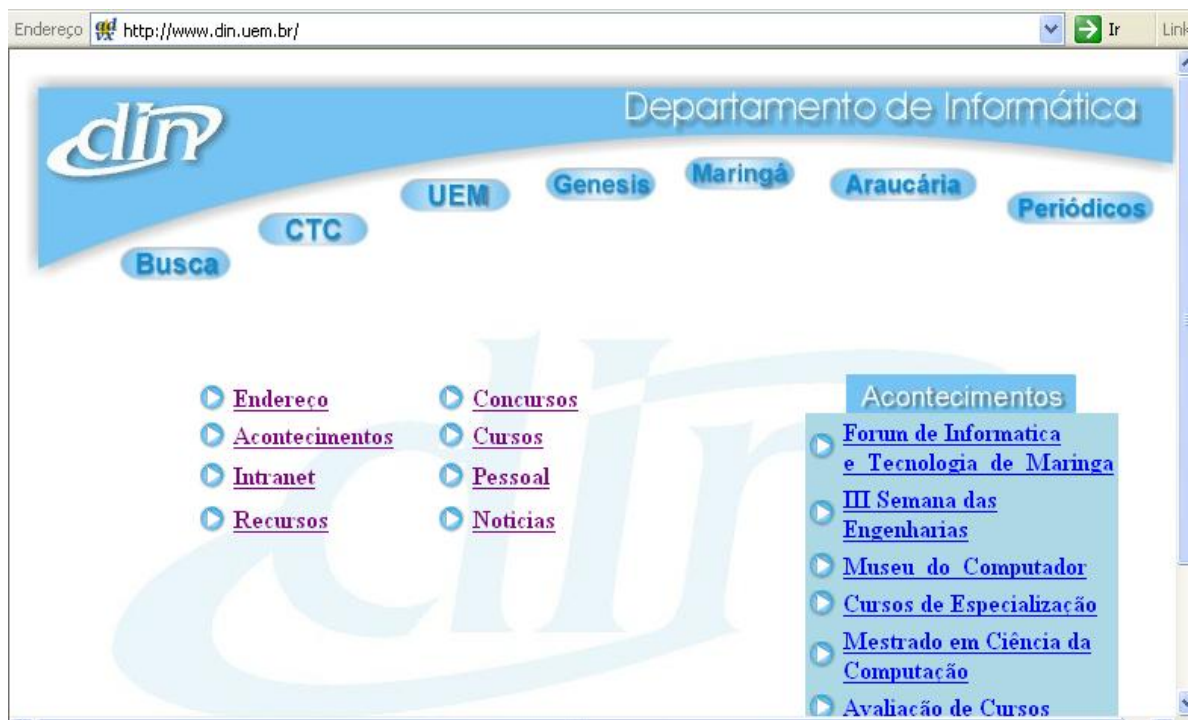 Endereço http://www.din.uem.br/ Ir
din
Departamento de Informática
Busca
CTC
UEM
Genesis
Maringá
Araucária
Periódicos
Endereço
Acontecimentos
Intranet
Recursos
Concursos
Cursos
Pessoal
Noticias
Acontecimentos
Forum de Informatica
e Tecnologia de Maringa
III Semana das
Engenharias
Museu do Computador
Cursos de Especialização
Mestrado em Ciência da
Computação
Avaliação de Cursos
din